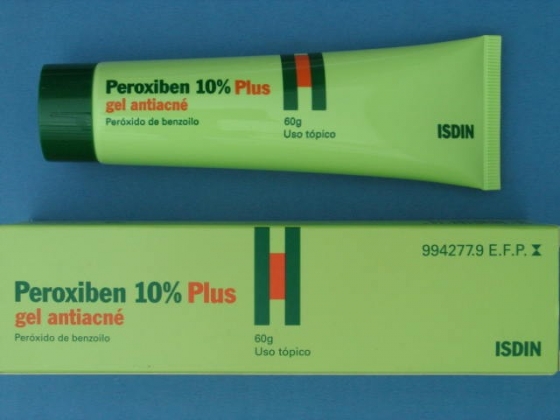 Peroxiben 10% Plus
gel antiacné
Peróxido de benzoilo
60g
Uso tópico
ISDIN
994277.9 E.F.P.
Peroxiben 10% Plus
gel antiacné
Peróxido de benzoilo
60g
Uso tópico
ISDIN